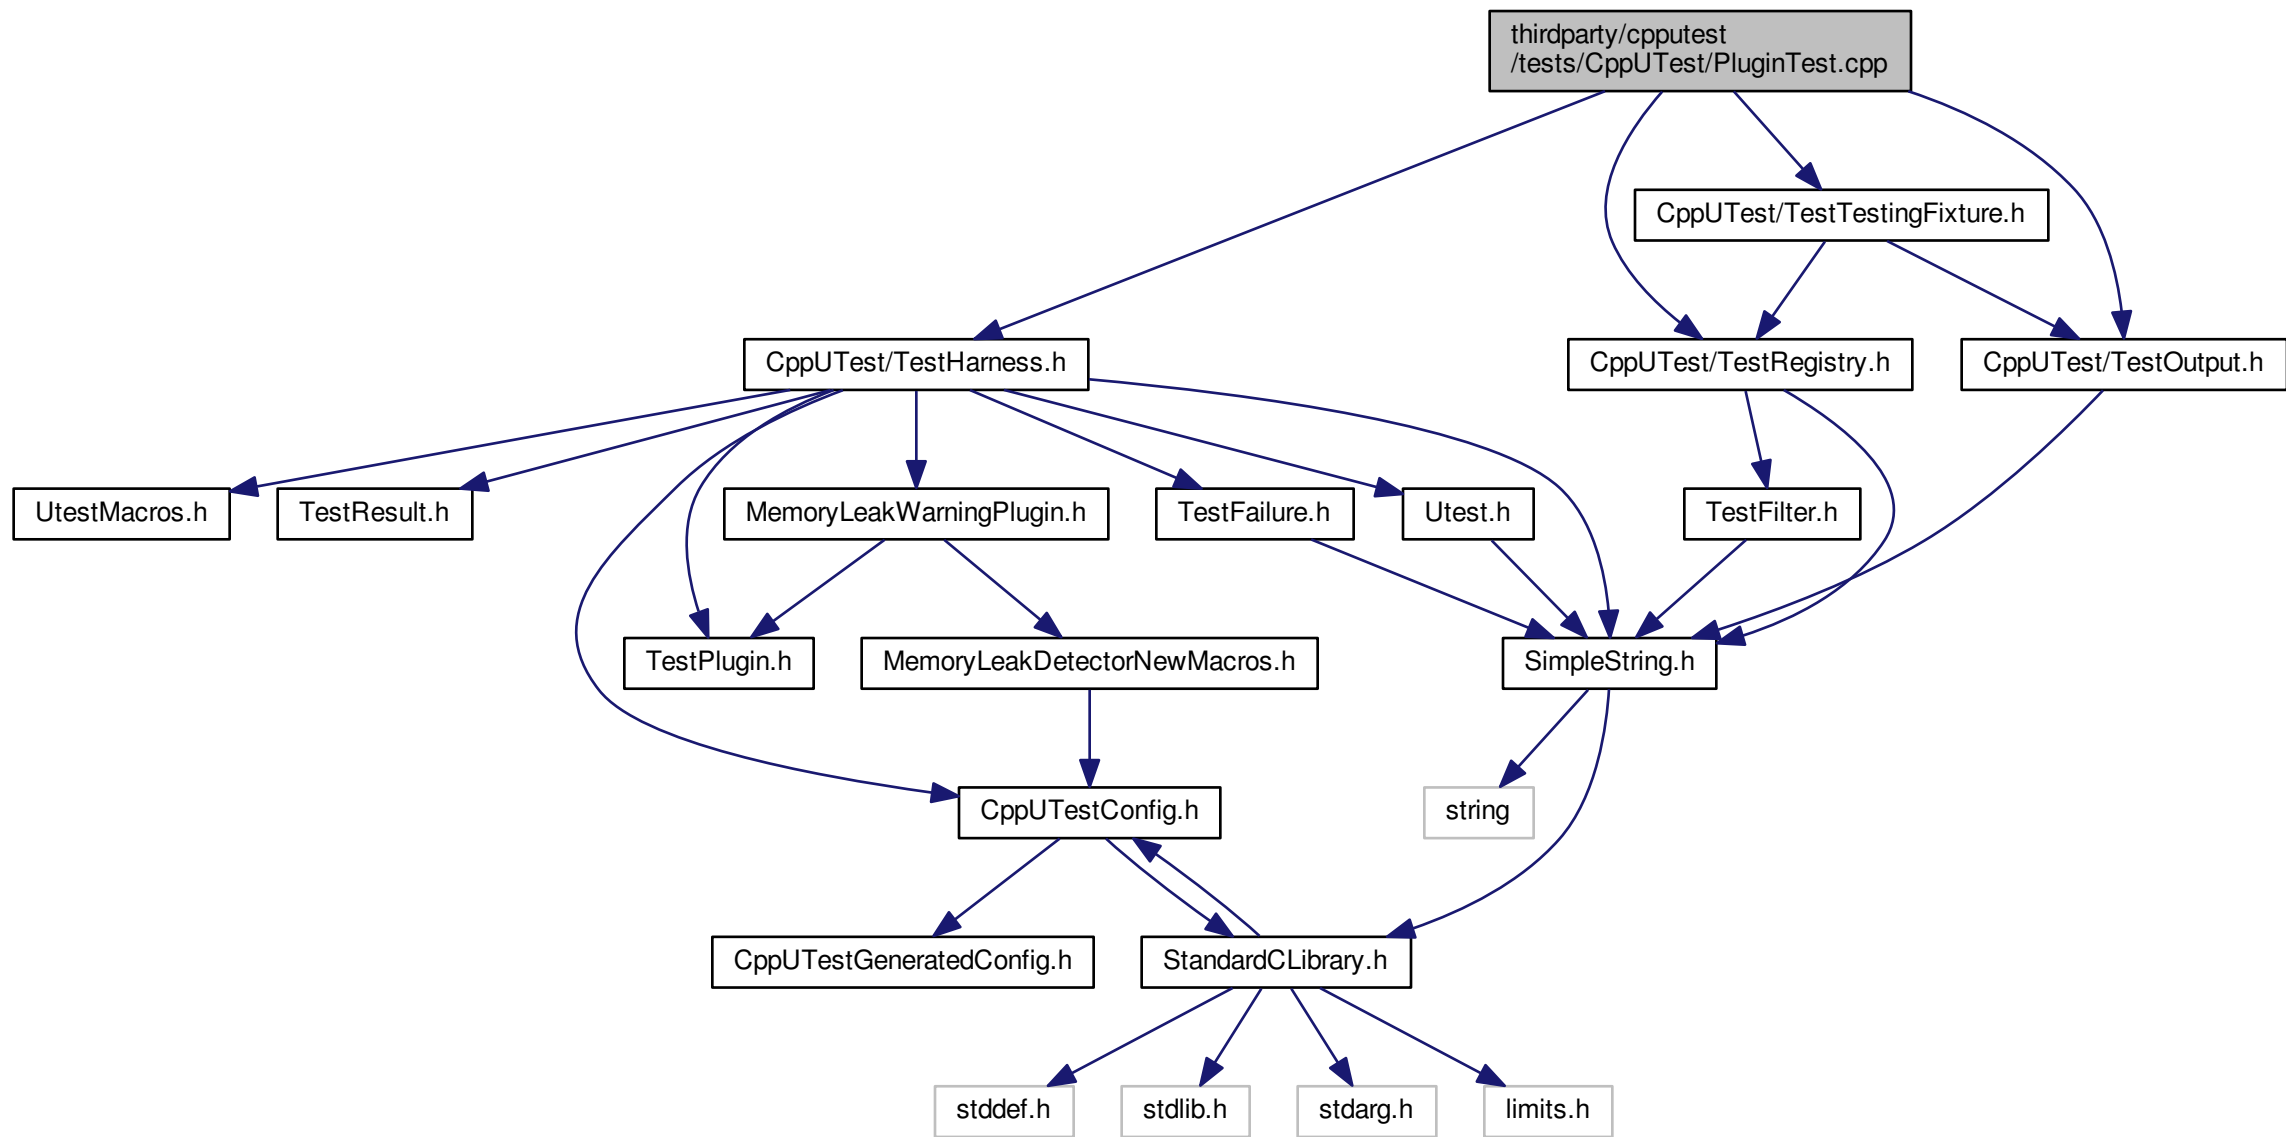 thirdparty/cpputest
/tests/CppUTest/PluginTest.cpp
CppUTest/TestTestingFixture.h
CppUTest/TestHarness.h
CppUTest/TestRegistry.h
CppUTest/TestOutput.h
UtestMacros.h
TestResult.h
MemoryLeakWarningPlugin.h
TestFailure.h
Utest.h
TestFilter.h
TestPlugin.h
MemoryLeakDetectorNewMacros.h
SimpleString.h
CppUTestConfig.h
string
CppUTestGeneratedConfig.h
StandardCLibrary.h
stddef.h
stdlib.h
stdarg.h
limits.h